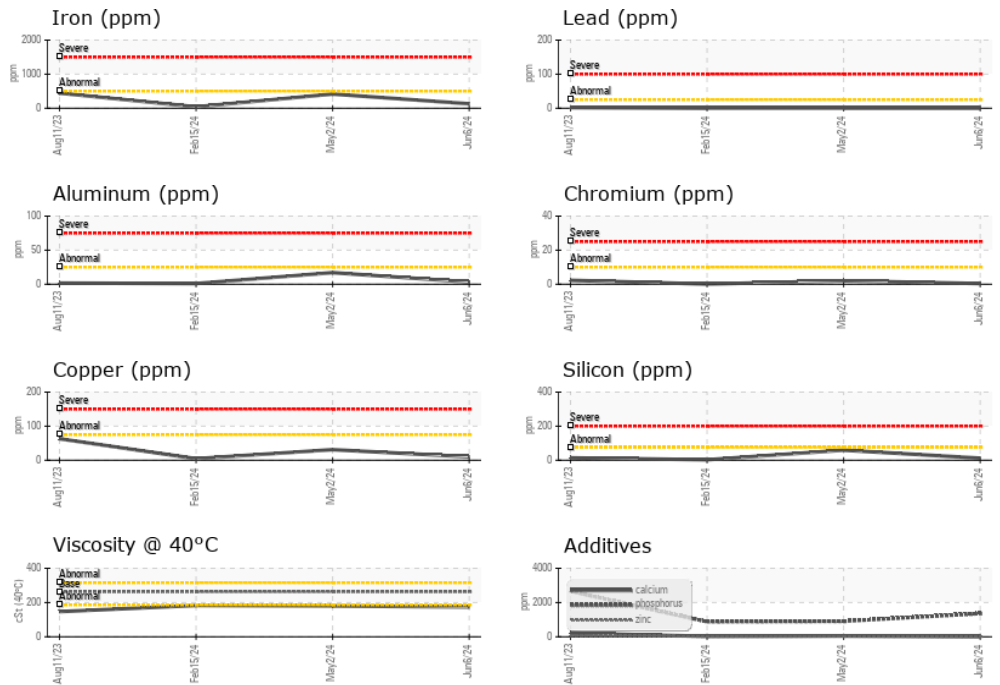 Iron (ppm)
2000
1000
0
ppm
Severe
Abnormal
Aug11/23
Feb15/24
May2/24
Jun6/24
Lead (ppm)
200
100
0
ppm
Severe
Abnormal
Aug11/23
Feb15/24
May2/24
Jun6/24
Aluminum (ppm)
100
50
0
ppm
Severe
Abnormal
Aug11/23
Feb15/24
May2/24
Jun6/24
Chromium (ppm)
40
20
0
ppm
Severe
Abnormal
Aug11/23
Feb15/24
May2/24
Jun6/24
Copper (ppm)
200
100
0
ppm
Severe
Abnormal
Aug11/23
Feb15/24
May2/24
Jun6/24
Silicon (ppm)
400
200
0
ppm
Severe
Abnormal
Aug11/23
Feb15/24
May2/24
Jun6/24
Viscosity @ 40°C
400
200
0
cSt (40°C)
Abnormal
Base
Abnormal
Aug11/23
Feb15/24
May2/24
Jun6/24
Additives
4000
2000
0
ppm
calcium
phosphorus
zinc
Aug11/23
Feb15/24
May2/24
Jun6/24